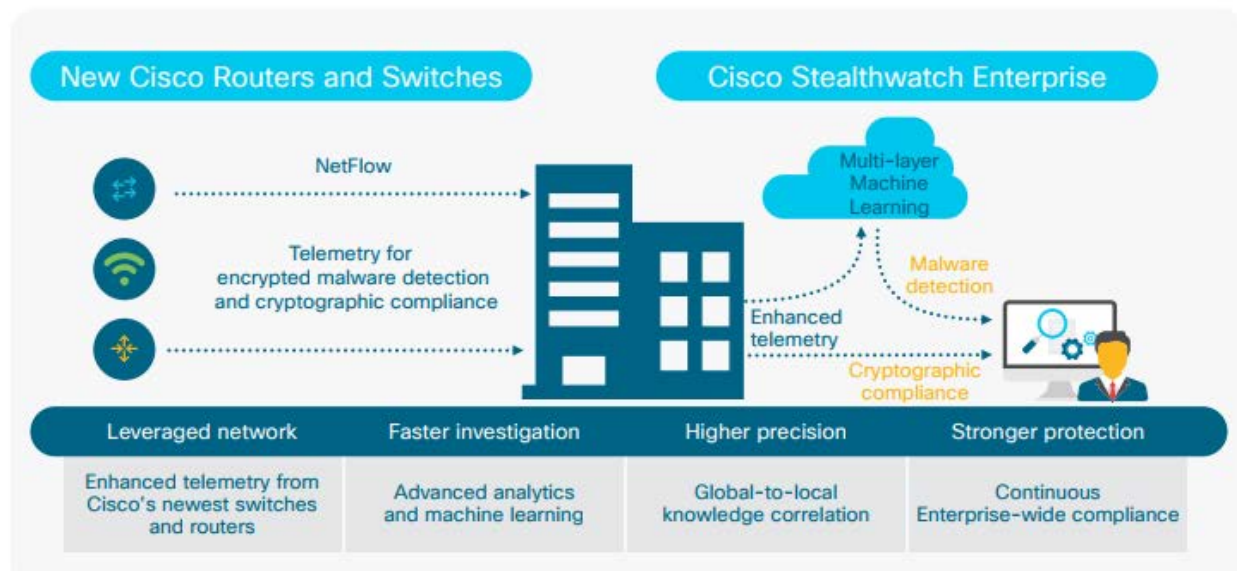 New Cisco Routers and Switches
Cisco Stealthwatch Enterprise
NetFlow
Telemetry for
encrypted malware detection
and cryptographic compliance
Multi-layer
Machine
Learning
Malware
detection
Enhanced
telemetry
Cryptographic
compliance
Leveraged network
Faster investigation
Higher precision
Stronger protection
Enhanced telemetry from
Cisco's newest switches
and routers
Advanced analytics
and machine learning
Global-to-local
knowledge correlation
Continuous
Enterprise-wide compliance